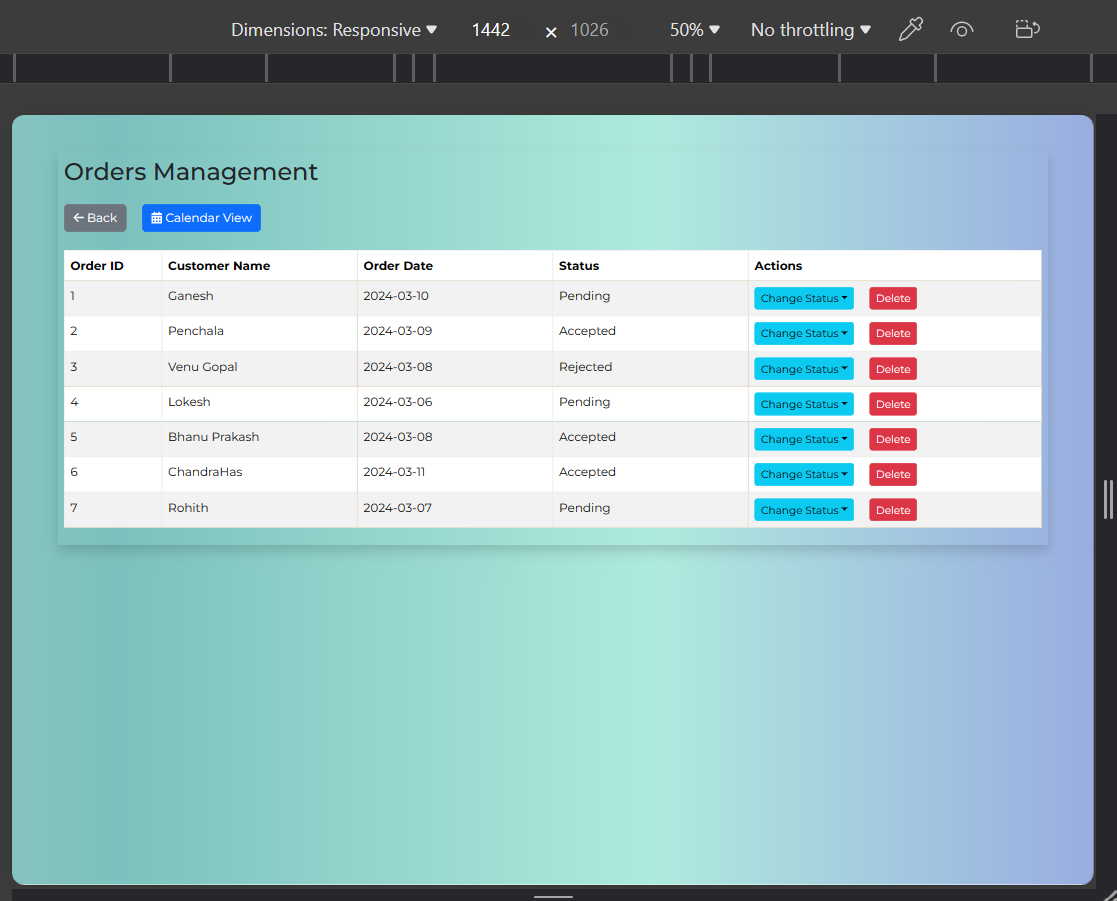 Dimensions: Responsive 1442 × 1026 50% No throttling
Orders Management
Back Calendar View
Order ID Customer Name Order Date Status Actions
1 Ganesh 2024-03-10 Pending Change Status Delete
2 Penchala 2024-03-09 Accepted Change Status Delete
3 Venu Gopal 2024-03-08 Rejected Change Status Delete
4 Lokesh 2024-03-06 Pending Change Status Delete
5 Bhanu Prakash 2024-03-08 Accepted Change Status Delete
6 ChandraHas 2024-03-11 Accepted Change Status Delete
7 Rohith 2024-03-07 Pending Change Status Delete